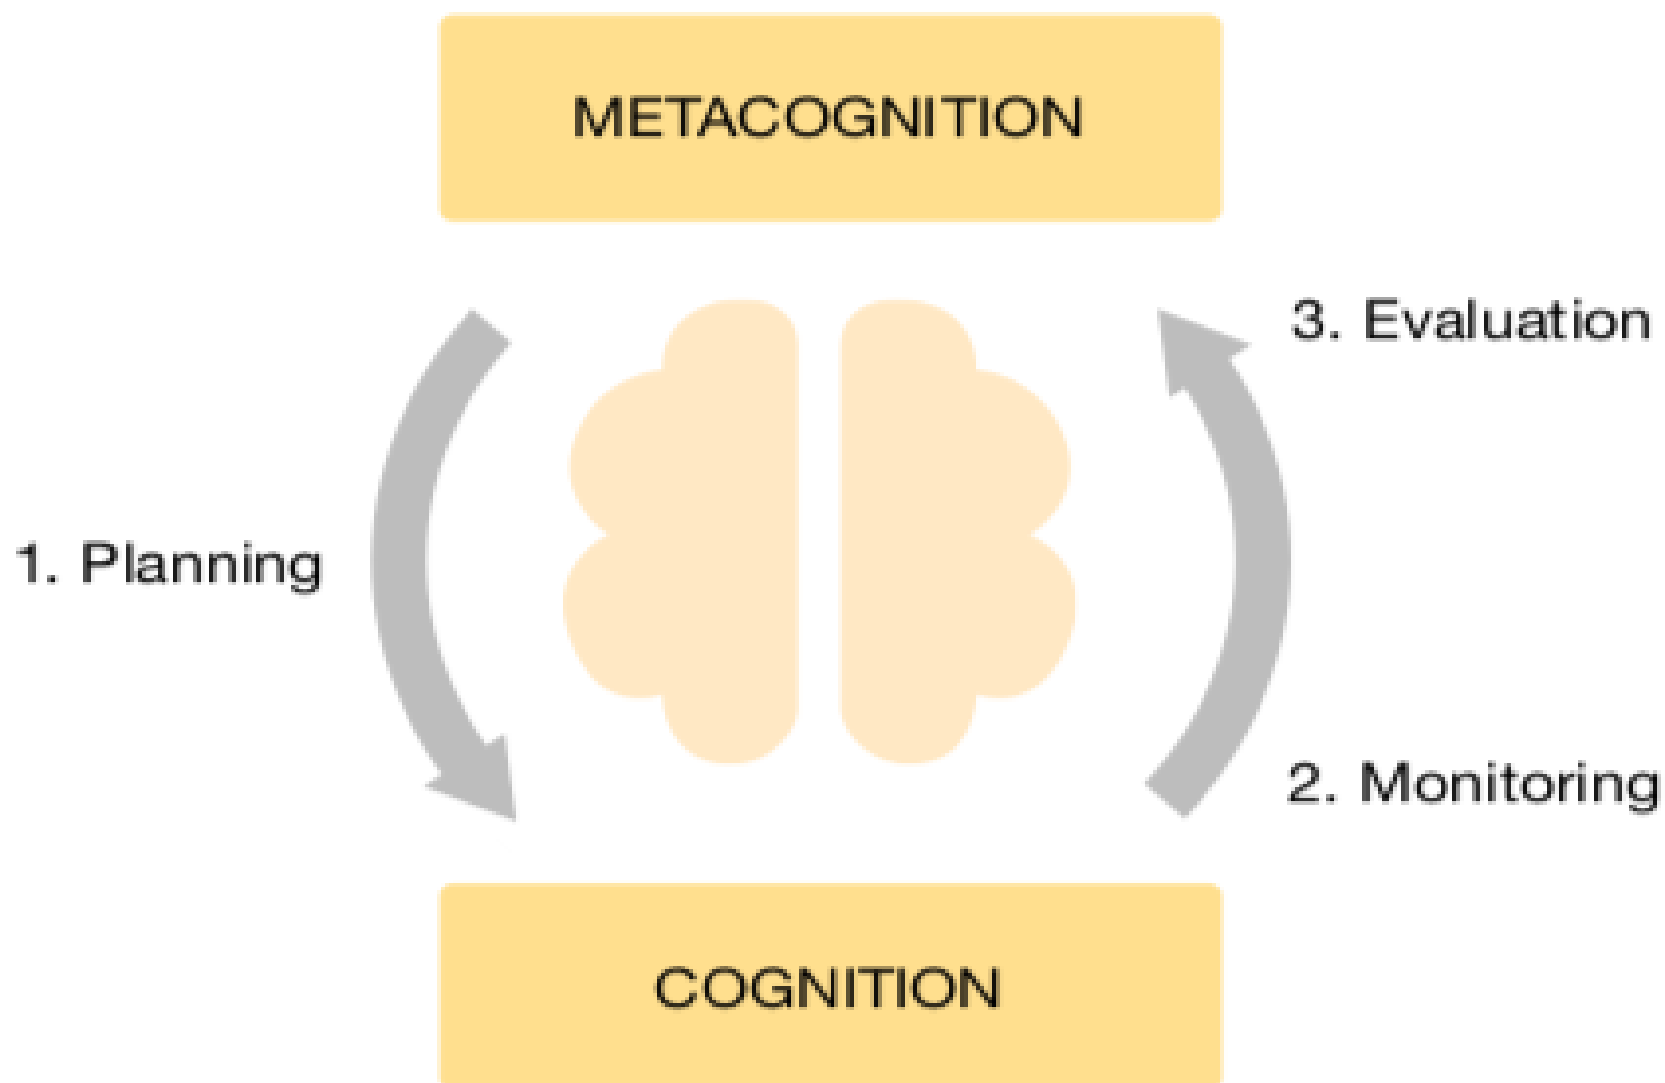 METACOGNITION
3. Evaluation
1. Planning
2. Monitoring
COGNITION